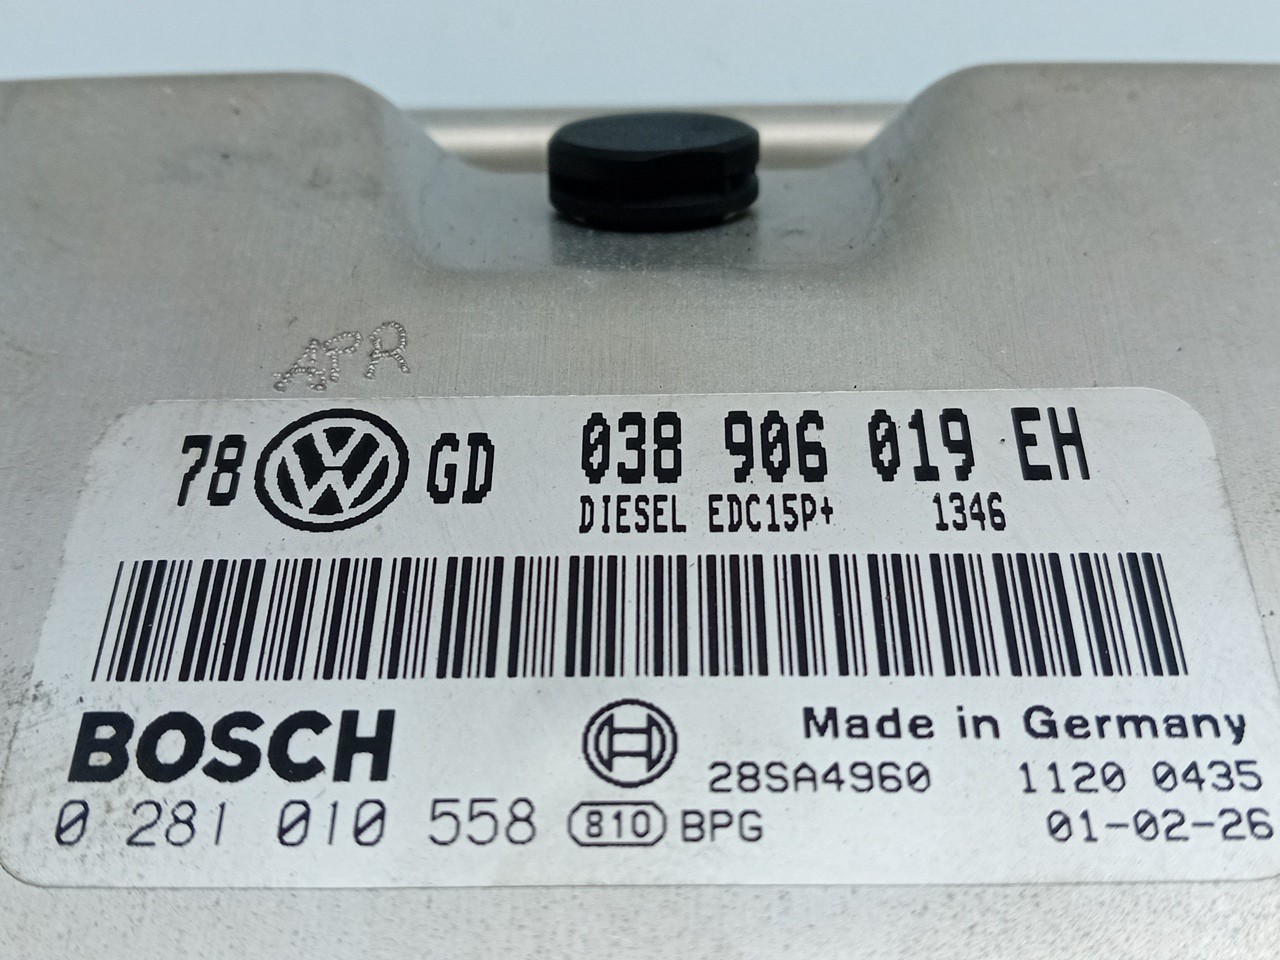 APR
78 VW GD 038 906 019 EH
DIESEL EDC15P+ 1346
BOSCH
Made in Germany
28SA4960 1120 0435
0 281 010 558 810 BPG 01-02-26